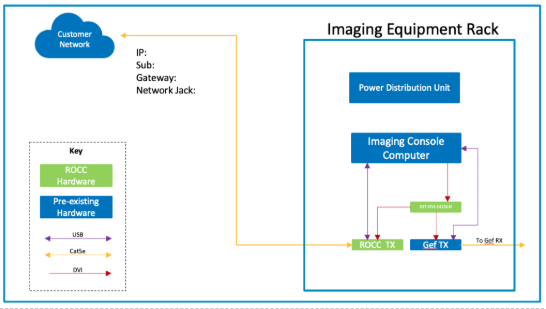 Imaging Equipment Rack
Customer
Network
IP:
Sub:
Gateway:
Network Jack:
Power Distribution Unit
Imaging Console
Computer
Key
ROCC
Hardware
Pre-existing
Hardware
USB
Cat5e
DVI
ROCC TX
Gef TX
To Gef RX